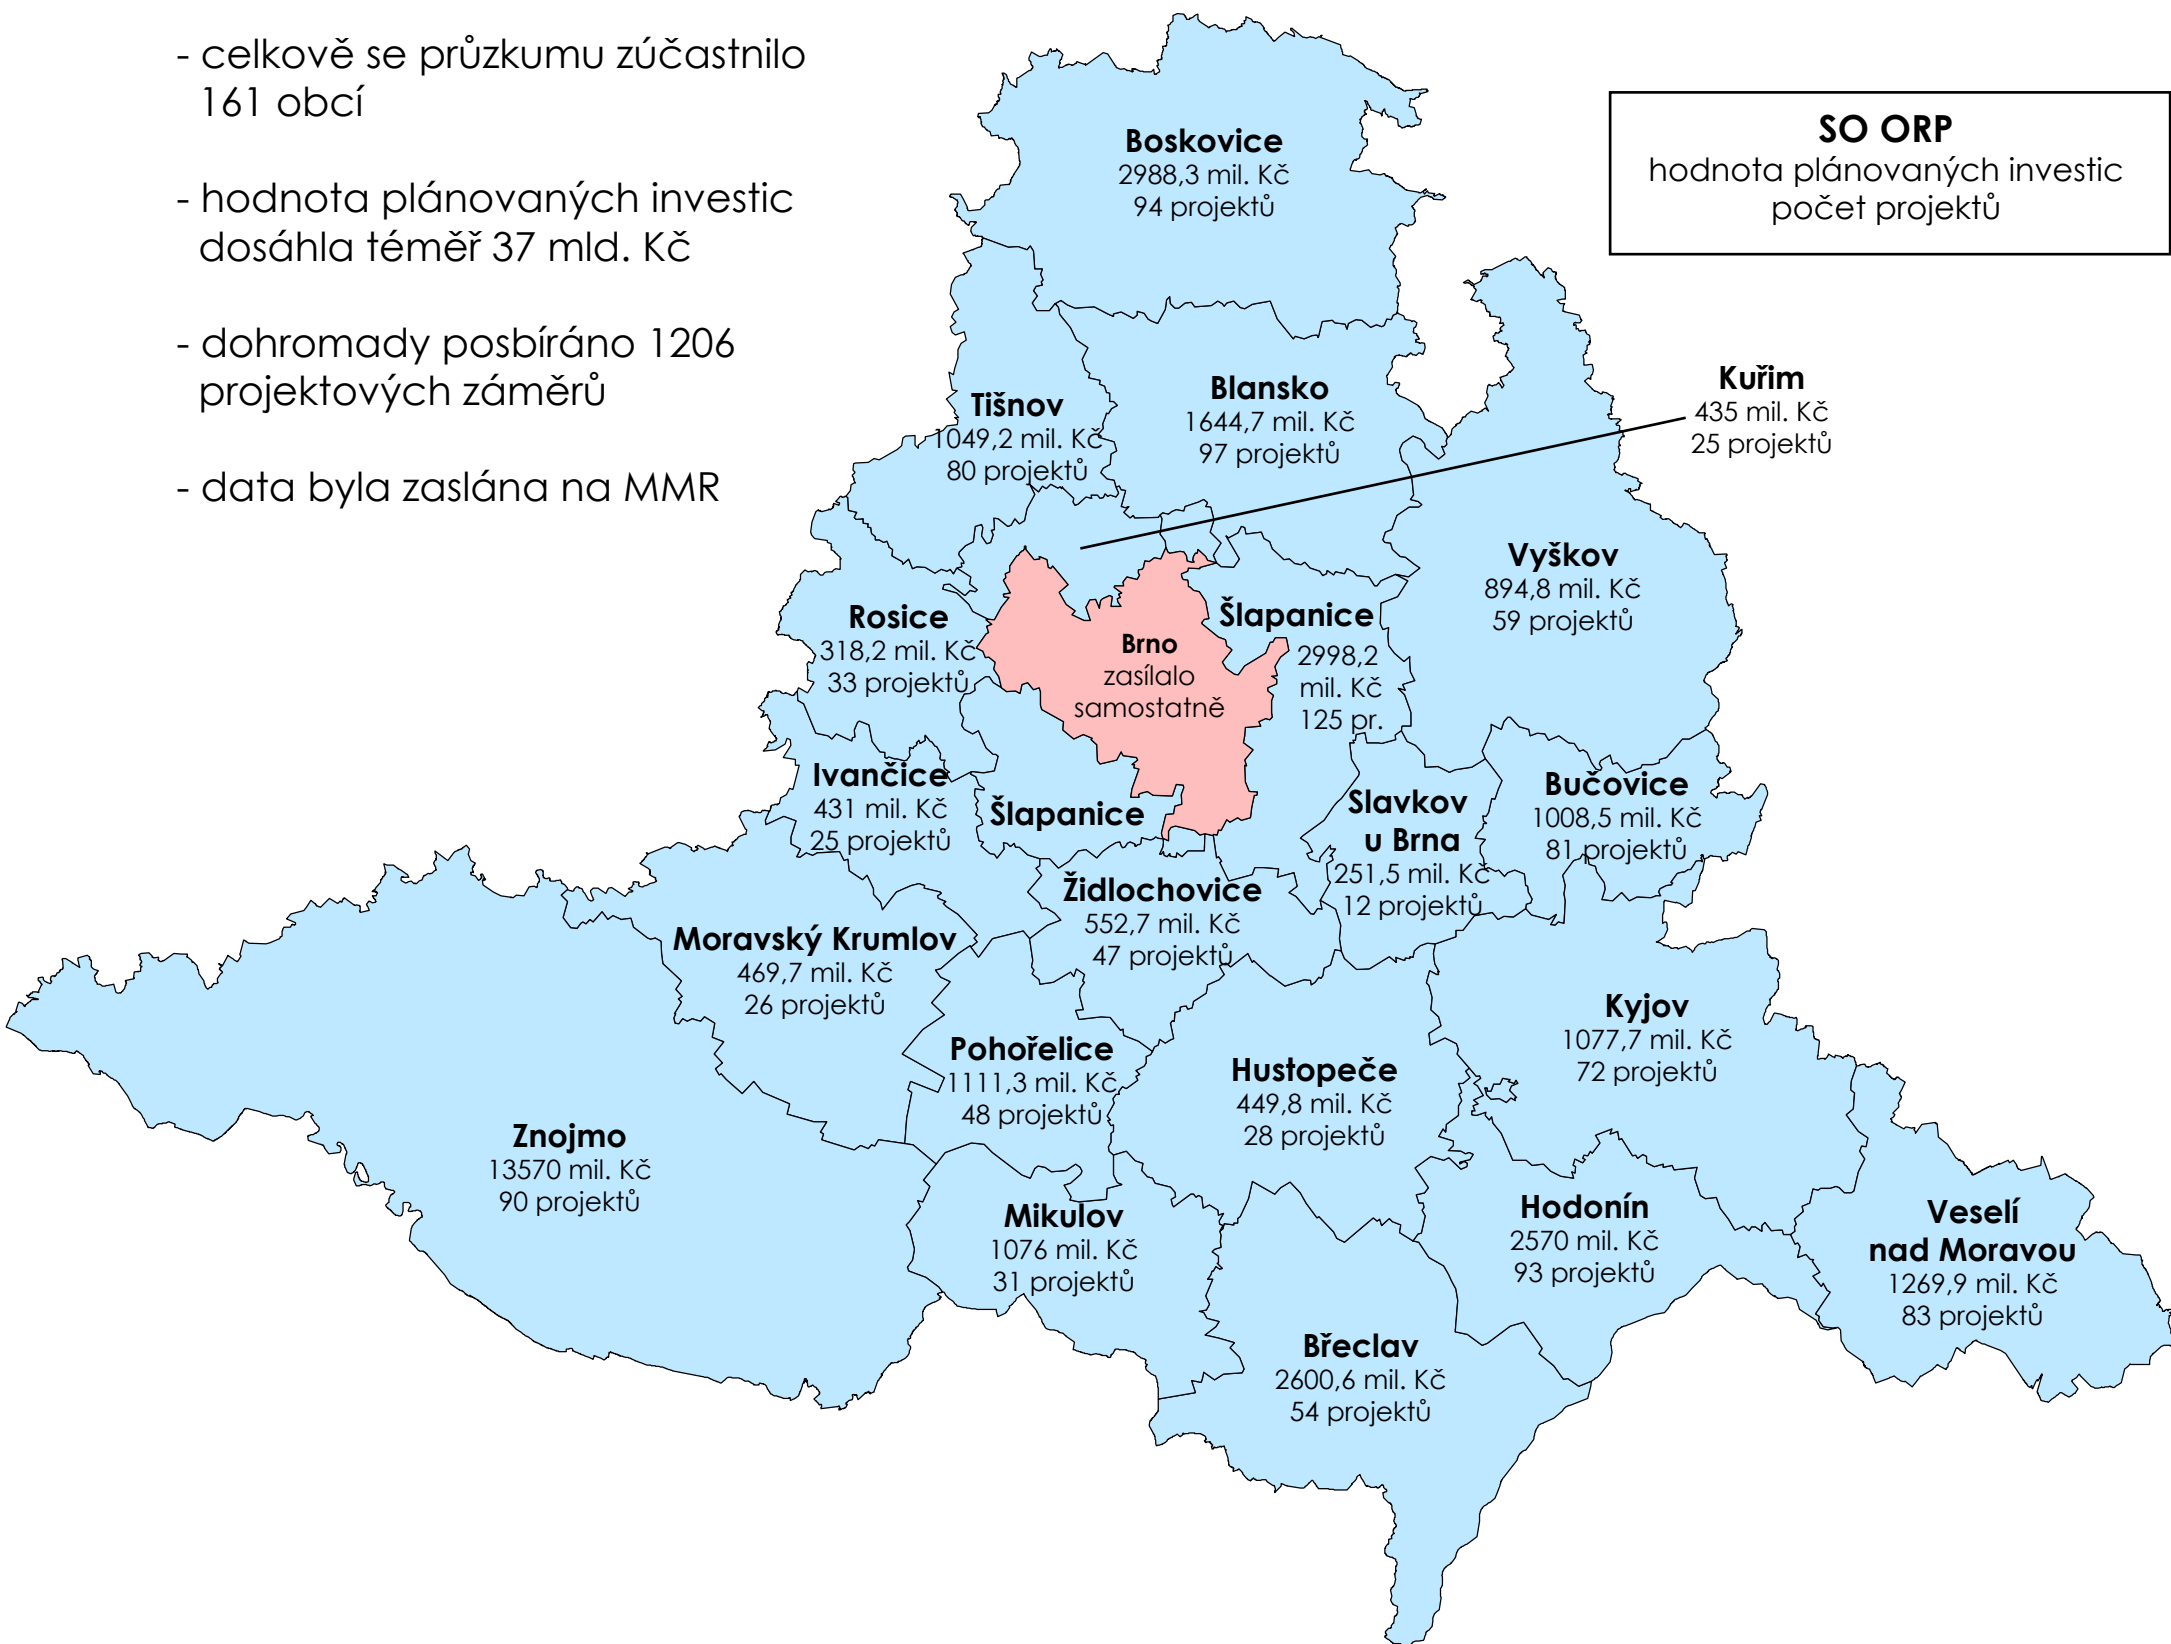 - celkově se průzkumu zúčastnilo
161 obcí
- hodnota plánovaných investic
dosáhla téměř 37 mld. Kč
- dohromady posbíráno 1206
projektových záměrů
- data byla zaslána na MMR
SO ORP
hodnota plánovaných investic
počet projektů
Boskovice
2988,3 mil. Kč
94 projektů
Kuřim
435 mil. Kč
25 projektů
Blansko
1644,7 mil. Kč
97 projektů
Tišnov
1049,2 mil. Kč
80 projektů
Vyškov
894,8 mil. Kč
59 projektů
Rosice
318,2 mil. Kč
33 projektů
Brno
zasílalo
samostatně
Šlapanice
2998,2
mil. Kč
125 pr.
Ivančice
431 mil. Kč
25 projektů
Šlapanice
Slavkov
u Brna
251,5 mil. Kč
12 projektů
Bučovice
1008,5 mil. Kč
81 projektů
Židlochovice
552,7 mil. Kč
47 projektů
Moravský Krumlov
469,7 mil. Kč
26 projektů
Pohořelice
1111,3 mil. Kč
48 projektů
Hustopeče
449,8 mil. Kč
28 projektů
Kyjov
1077,7 mil. Kč
72 projektů
Znojmo
13570 mil. Kč
90 projektů
Mikulov
1076 mil. Kč
31 projektů
Hodonín
2570 mil. Kč
93 projektů
Veselí
nad Moravou
1269,9 mil. Kč
83 projektů
Břeclav
2600,6 mil. Kč
54 projektů